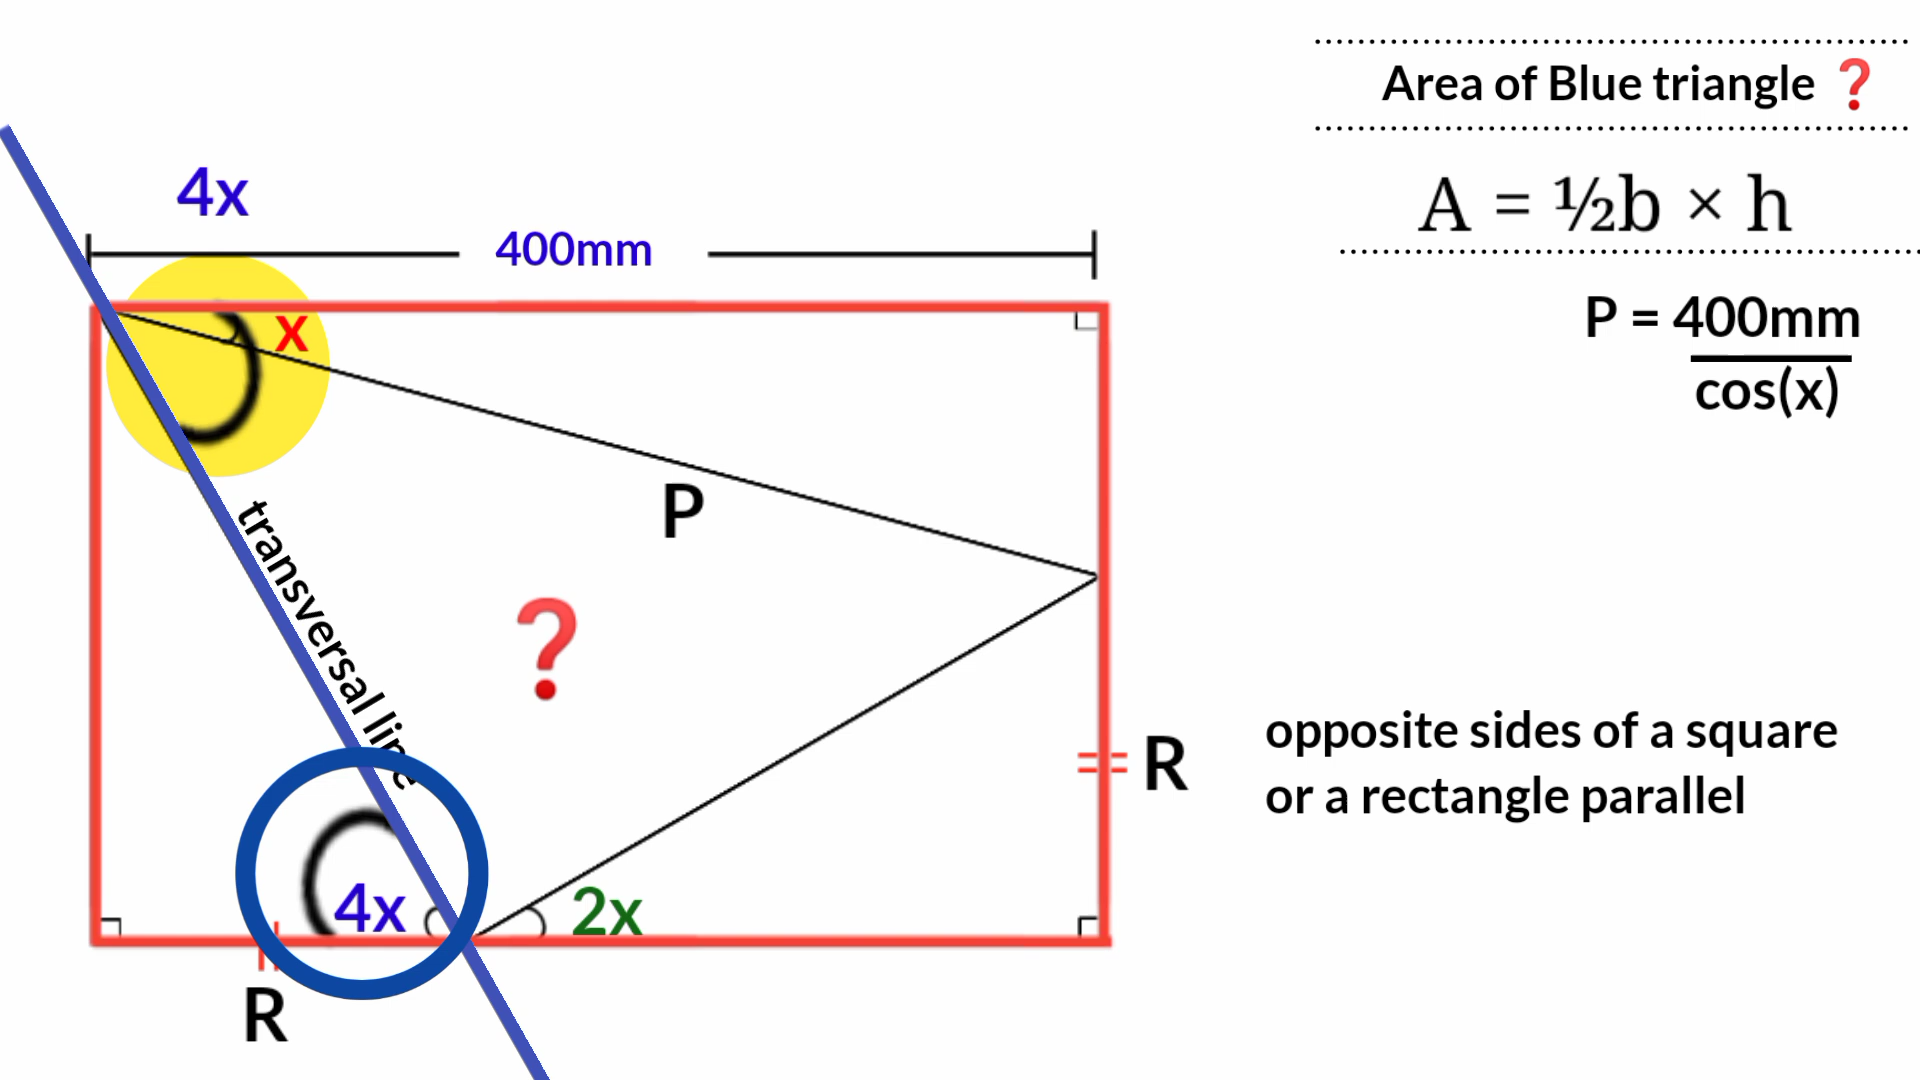 Area of Blue triangle ❓
A = ½b × h
P = 400mm
cos(x)
4x
400mm
x
P
transversal line
❓
R
opposite sides of a square
or a rectangle parallel
4x
2x
R